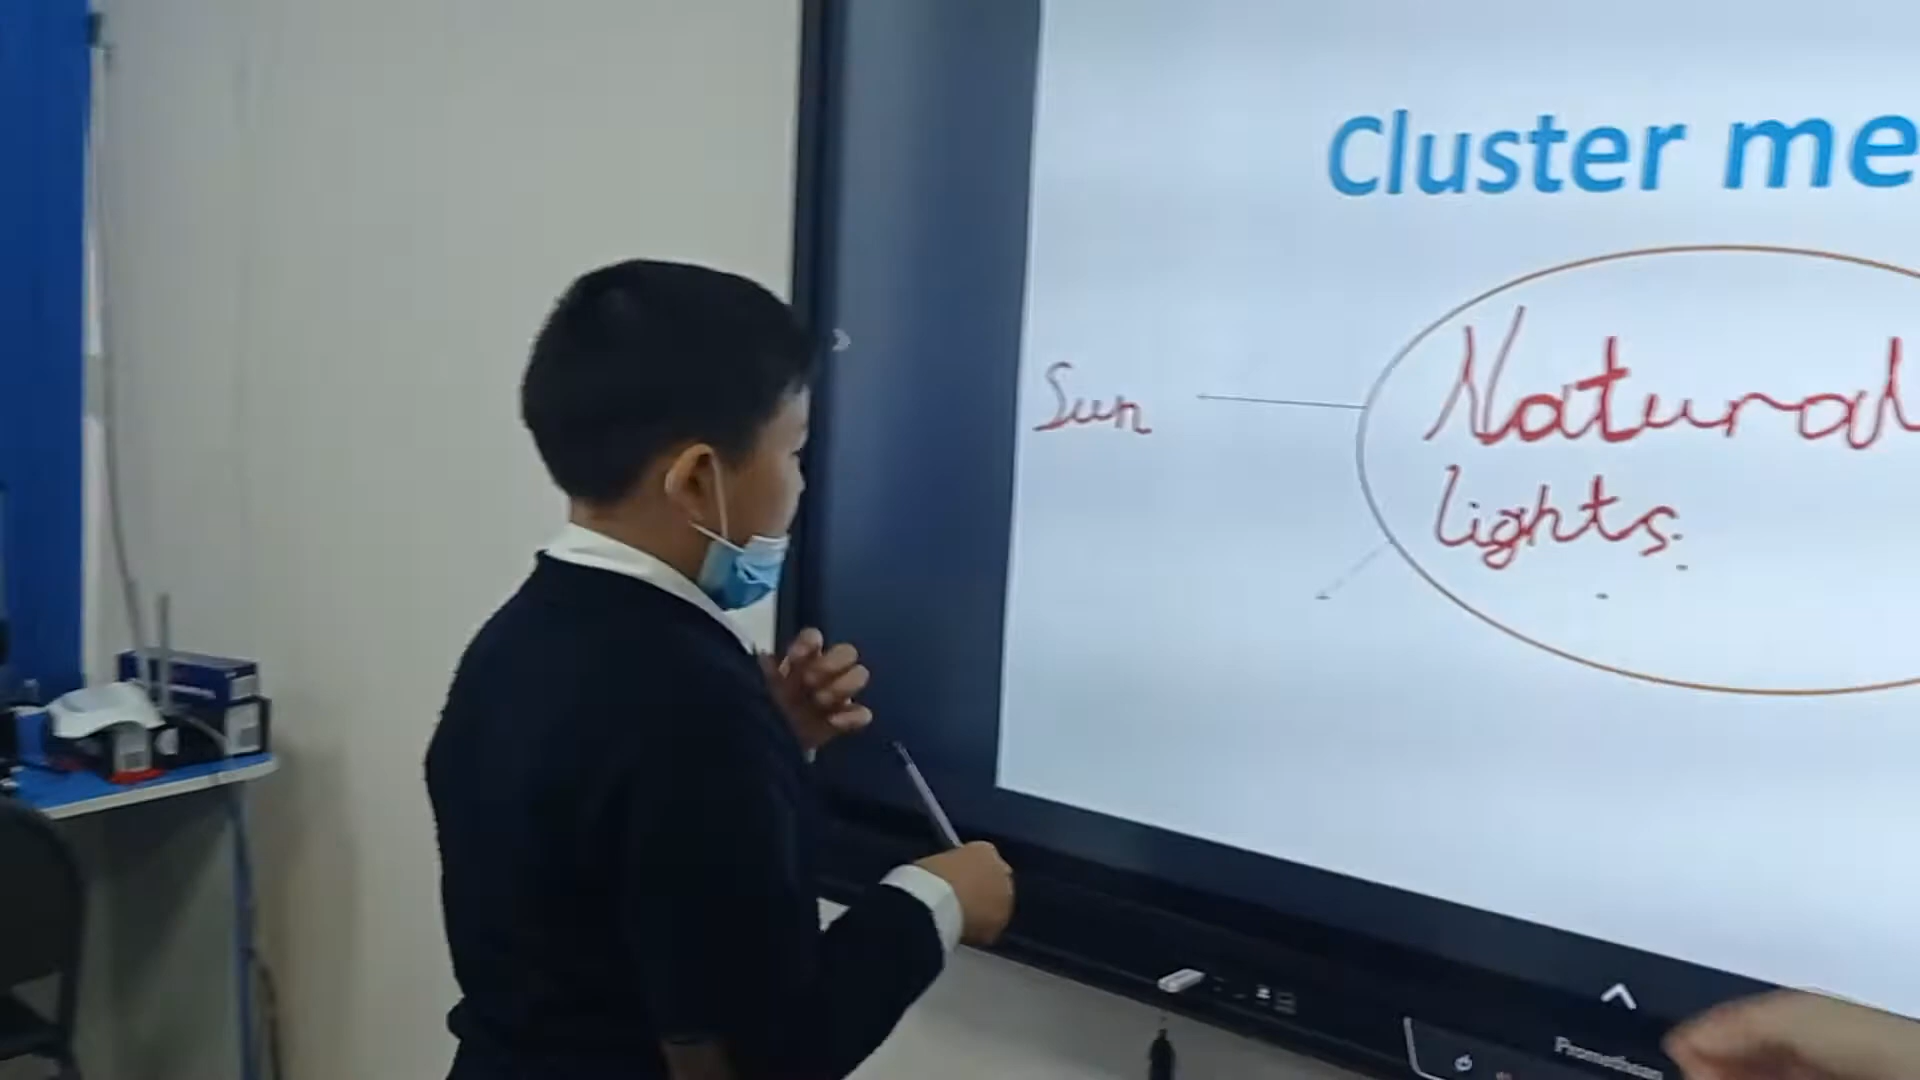 Cluster me
Sun
Natural
lights.
Promethean